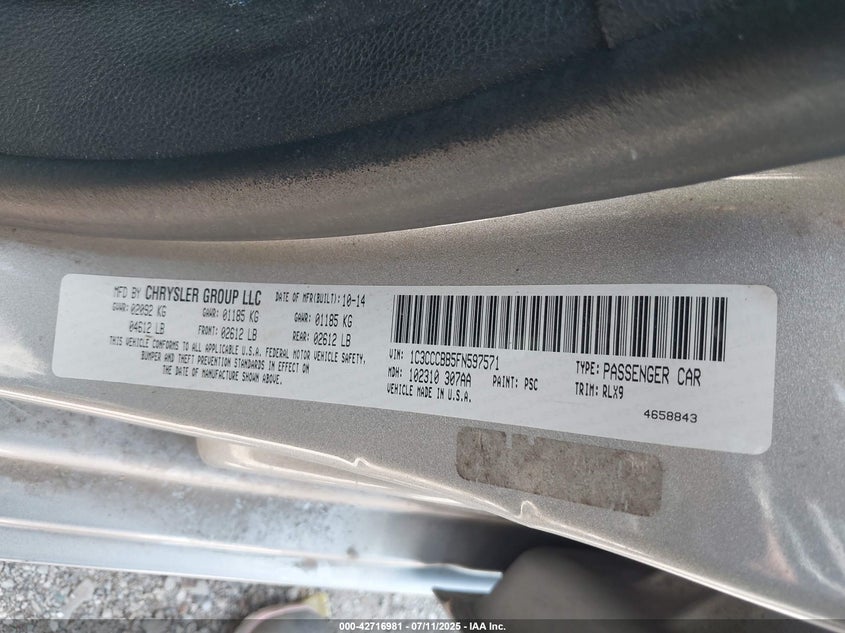 MFD BY CHRYSLER GROUP LLC DATE OF MFR(BUILT): 10-14
GVWR: 02092 KG GAWR: 01185 KG GAWR: 01185 KG
04612 LB FRONT: 02612 LB REAR: 02612 LB
THIS VEHICLE CONFORMS TO ALL APPLICABLE U.S.A. FEDERAL MOTOR VEHICLE SAFETY,
BUMPER AND THEFT PREVENTION STANDARDS IN EFFECT ON
THE DATE OF MANUFACTURE SHOWN ABOVE.
VIN: 1C3CCCBB5FN597571 TYPE: PASSENGER CAR
MDH: 102310 307AA PAINT: PSC TRIM: RLX9
VEHICLE MADE IN U.S.A.
4658843
000-42716981 - 07/11/2025 - IAA Inc.